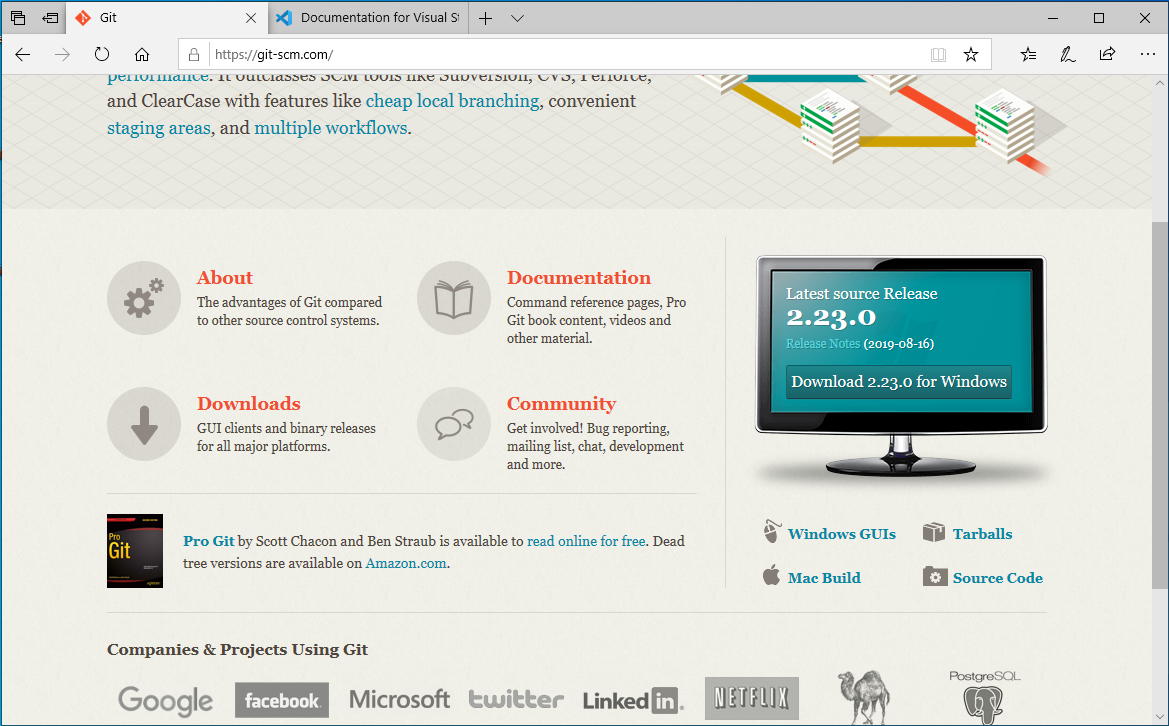 Git
Documentation for Visual St
https://git-scm.com/
performance. It outclasses SCM tools like Subversion, CVS, Perforce,
and ClearCase with features like cheap local branching, convenient
staging areas, and multiple workflows.
About
The advantages of Git compared
to other source control systems.
Documentation
Command reference pages, Pro
Git book content, videos and
other material.
Downloads
GUI clients and binary releases
for all major platforms.
Community
Get involved! Bug reporting,
mailing list, chat, development
and more.
Latest source Release
2.23.0
Release Notes (2019-08-16)
Download 2.23.0 for Windows
Windows GUIs
Tarballs
Mac Build
Source Code
Pro
Git
Pro Git by Scott Chacon and Ben Straub is available to read online for free. Dead
tree versions are available on Amazon.com.
Companies & Projects Using Git
Google
facebook
Microsoft
twitter
Linked in
NETFLIX
PostgreSQL